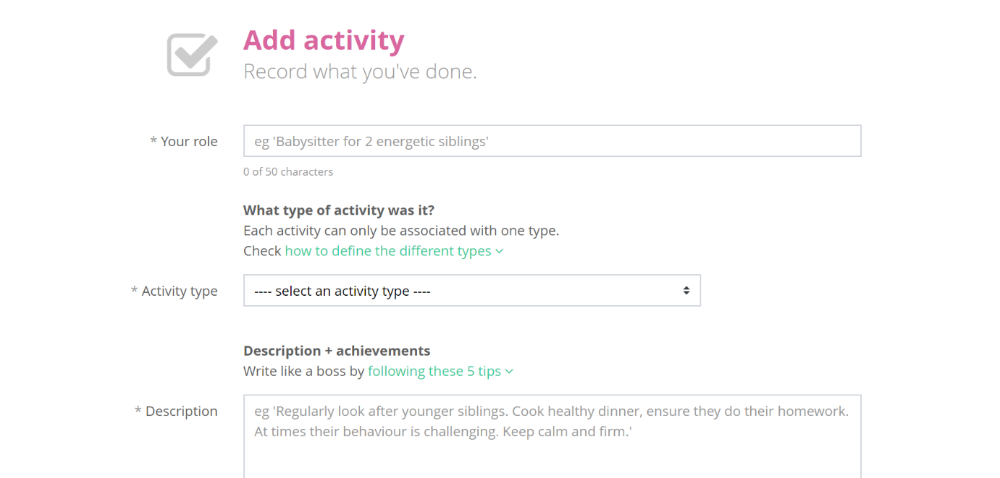 Add activity
Record what you've done.
* Your role
eg 'Babysitter for 2 energetic siblings'
0 of 50 characters
What type of activity was it?
Each activity can only be associated with one type.
Check how to define the different types
* Activity type
---- select an activity type ----
Description + achievements
Write like a boss by following these 5 tips
* Description
eg 'Regularly look after younger siblings. Cook healthy dinner, ensure they do their homework.
At times their behaviour is challenging. Keep calm and firm.'